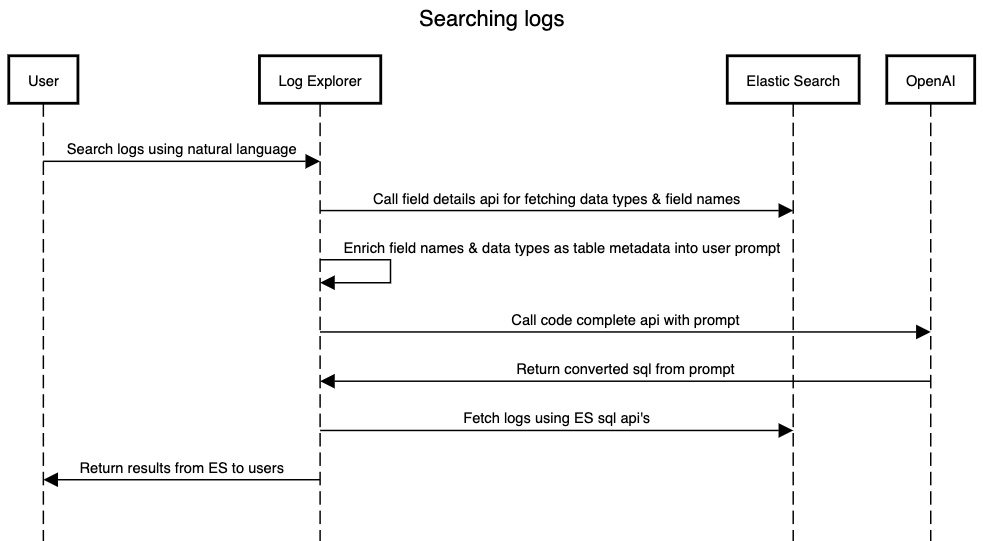 Searching logs
User
Log Explorer
Elastic Search
OpenAI
Search logs using natural language
Call field details api for fetching data types & field names
Enrich field names & data types as table metadata into user prompt
Call code complete api with prompt
Return converted sql from prompt
Fetch logs using ES sql api's
Return results from ES to users